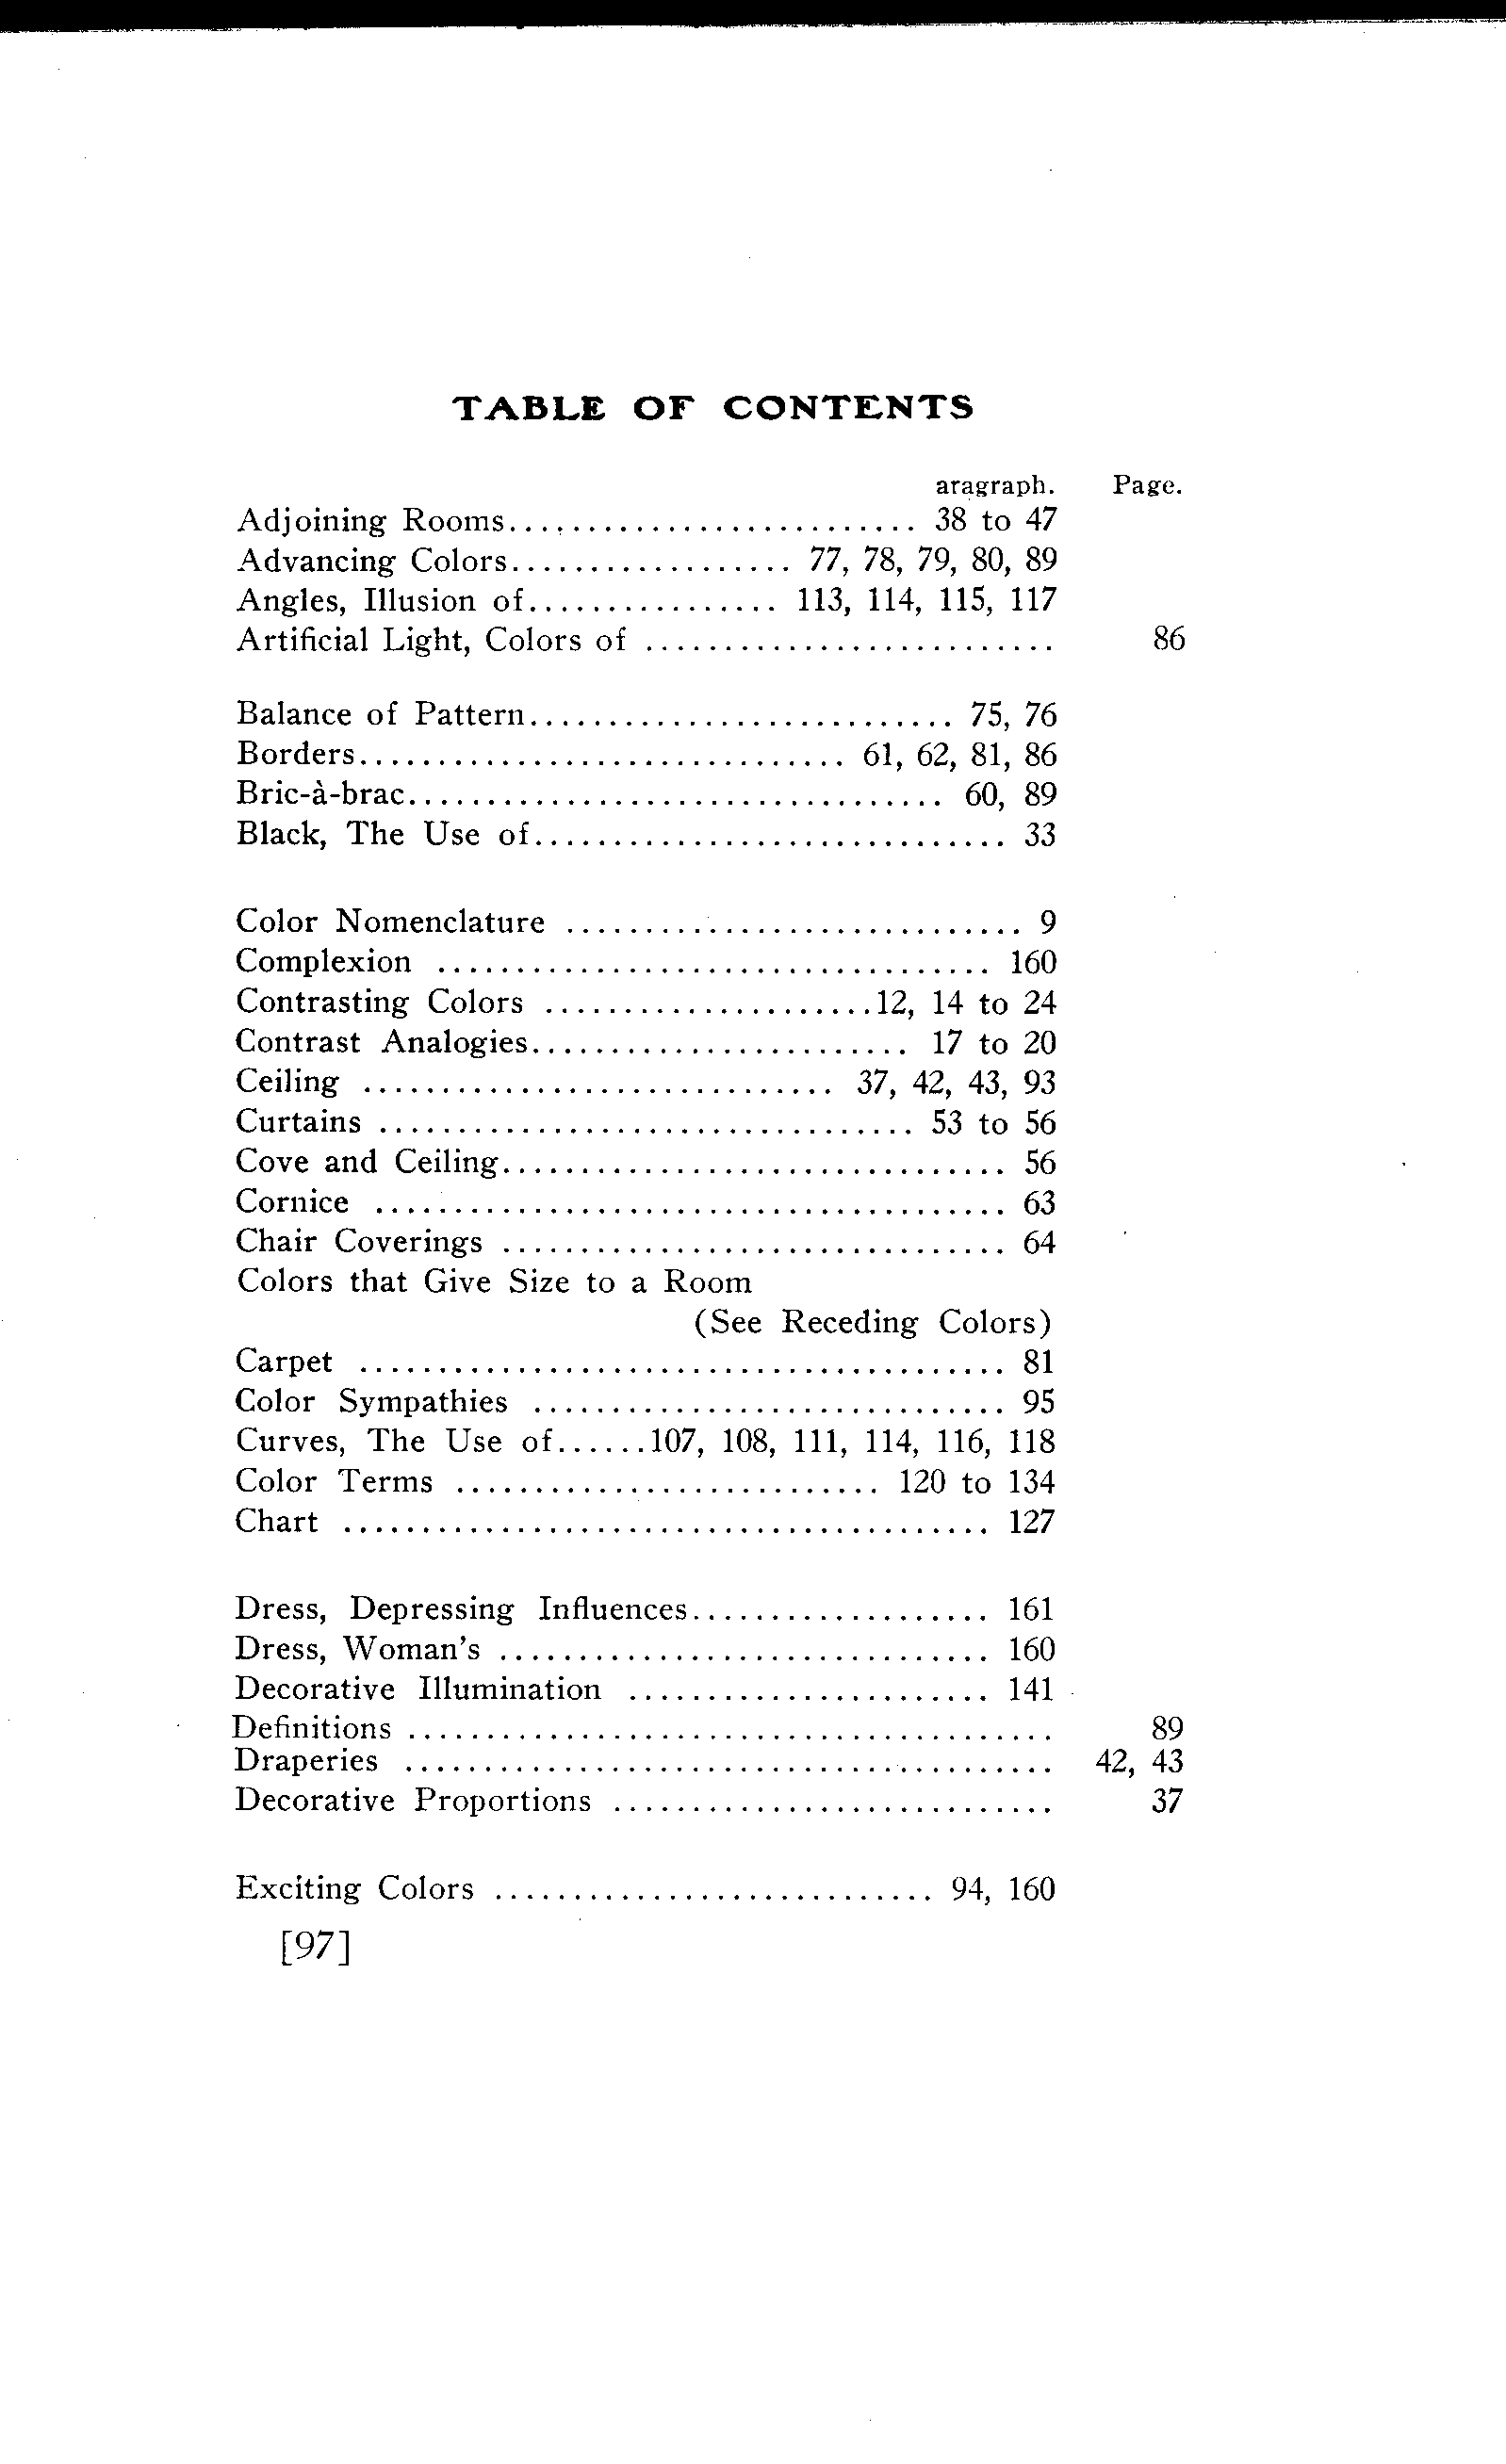 TABLE OF CONTENTS
aragraph. Page.
Adjoining Rooms.......................... 38 to 47
Advancing Colors.................. 77, 78, 79, 80, 89
Angles, Illusion of................ 113, 114, 115, 117
Artificial Light, Colors of .......................... 86
Balance of Pattern........................... 75, 76
Borders............................... 61, 62, 81, 86
Bric-à-brac.................................. 60, 89
Black, The Use of.............................. 33
Color Nomenclature ............................. 9
Complexion ................................... 160
Contrasting Colors .....................12, 14 to 24
Contrast Analogies........................ 17 to 20
Ceiling .............................. 37, 42, 43, 93
Curtains .................................. 53 to 56
Cove and Ceiling................................ 56
Cornice ........................................ 63
Chair Coverings ................................ 64
Colors that Give Size to a Room
(See Receding Colors)
Carpet ......................................... 81
Color Sympathies .............................. 95
Curves, The Use of......107, 108, 111, 114, 116, 118
Color Terms ........................... 120 to 134
Chart ......................................... 127
Dress, Depressing Influences................... 161
Dress, Woman's ............................... 160
Decorative Illumination ....................... 141
Definitions ......................................... 89
Draperies ......................................... 42, 43
Decorative Proportions ............................ 37
Exciting Colors ............................ 94, 160
[97]